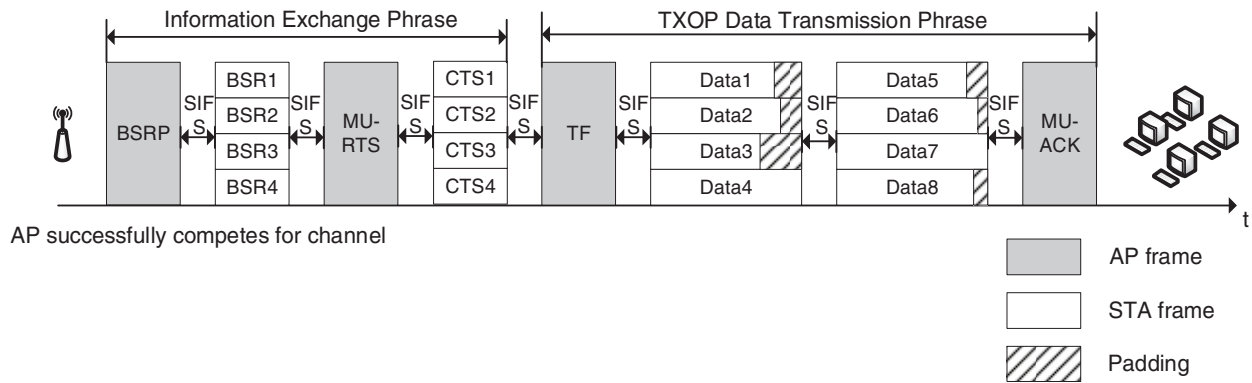 Information Exchange Phrase
TXOP Data Transmission Phrase
BSRP
SIF
S
BSR1
BSR2
BSR3
BSR4
SIF
S
MU-
RTS
SIF
S
CTS1
CTS2
CTS3
CTS4
SIF
S
TF
SIF
S
Data1
Data2
Data3
Data4
SIF
S
Data5
Data6
Data7
Data8
SIF
S
MU-
ACK
t
AP successfully competes for channel
AP frame
STA frame
Padding